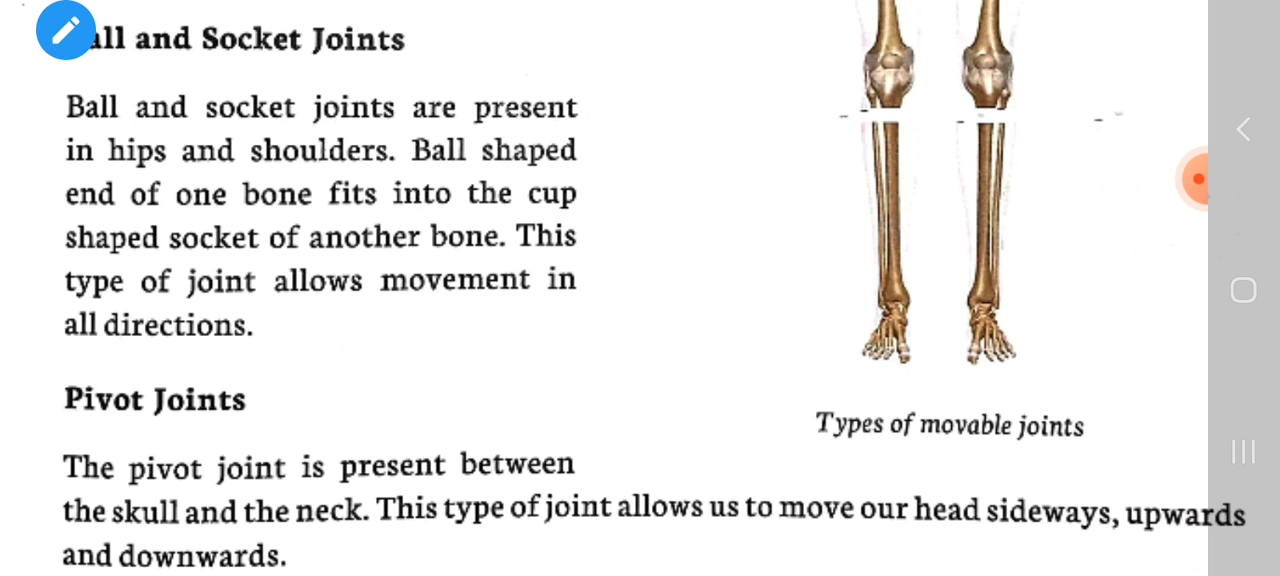 all and Socket Joints
Ball and socket joints are present
in hips and shoulders. Ball shaped
end of one bone fits into the cup
shaped socket of another bone. This
type of joint allows movement in
all directions.
Types of movable joints
Pivot Joints
The pivot joint is present between
the skull and the neck. This type of joint allows us to move our head sideways, upwards
and downwards.